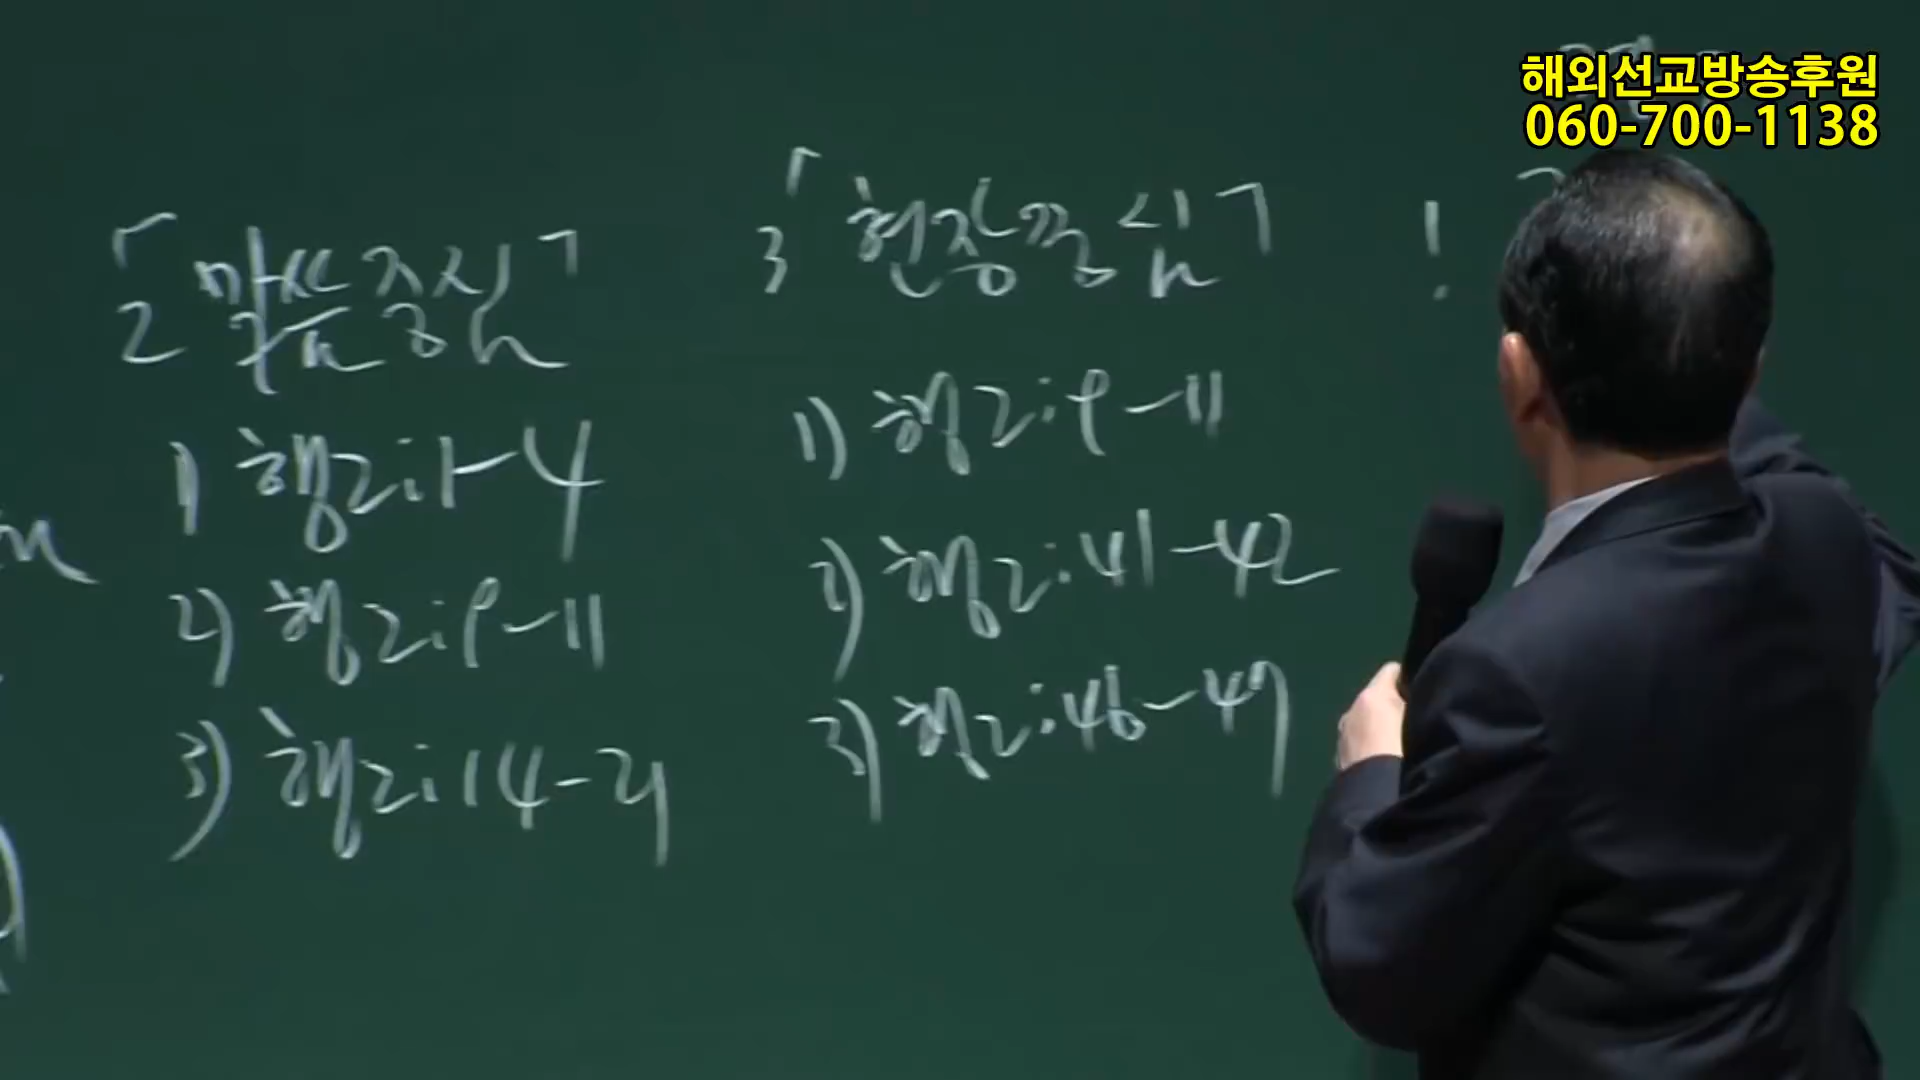 해외선교방송후원
060-700-1138
2 「말씀중심」
1) 행2:1-4
2) 행2:9-11
3) 행2:14-21
3 「현장중심」
1) 행2:9-11
2) 행2:41-42
3) 행2:46-47
!